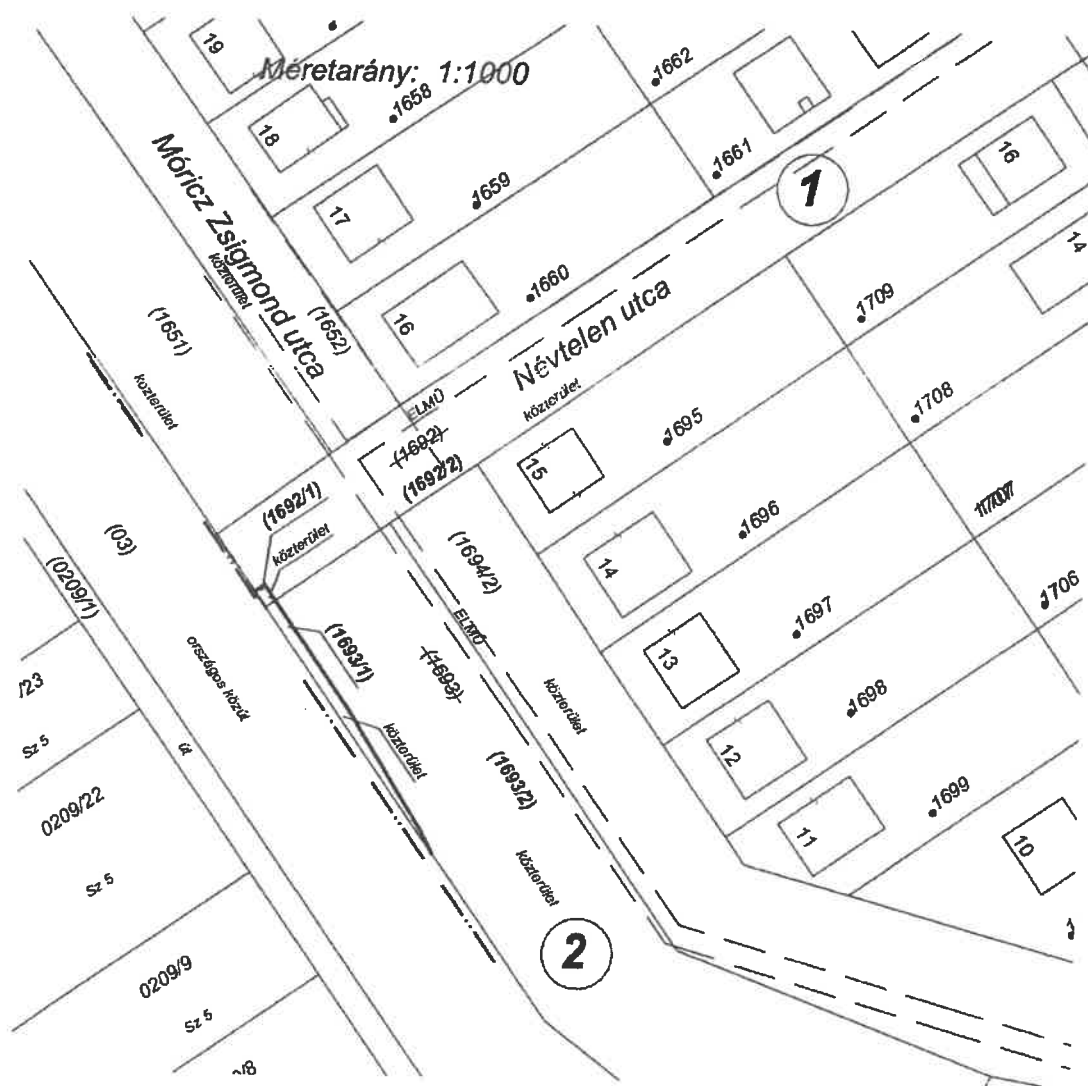 19
Méretarány: 1:1000
1658
1662
18
1661
1
16
Móricz Zsigmond utca
közterület
1659
17
14
1660
Névtelen utca
közterület
1709
(1651)
(1652)
16
közterület
ELMŰ
(1692)
(1692/2)
1695
1708
15
(1692/1)
közterület
(03)
(0209/1)
(1694/2)
1696
14
1706
ELMŰ
(1693/1)
(1693)
1697
13
országos közút
út
/23
Sz 5
közterület
közterület
1698
12
(1693/2)
0209/22
1699
11
10
Sz 5
közterület
2
0209/9
Sz 5